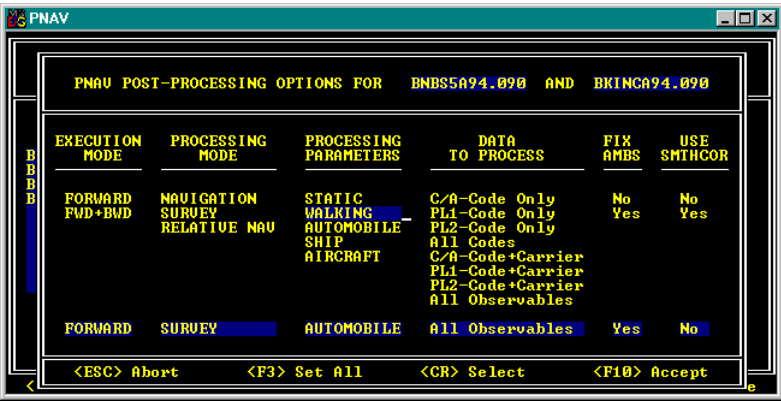 PNAV
PNAV POST-PROCESSING OPTIONS FOR BNBS5A94.090 AND BKINCA94.090
EXECUTION PROCESSING PROCESSING DATA FIX USE
MODE MODE PARAMETERS TO PROCESS AMBS SMTHCOR
FORWARD NAVIGATION STATIC C/A-Code Only No No
FWD+BWD SURVEY WALKING PL1-Code Only Yes Yes
RELATIVE NAV AUTOMOBILE PL2-Code Only
SHIP All Codes
AIRCRAFT C/A-Code+Carrier
PL1-Code+Carrier
PL2-Code+Carrier
All Observables
FORWARD SURVEY AUTOMOBILE All Observables Yes No
<ESC> Abort <F3> Set All <CR> Select <F10> Accept